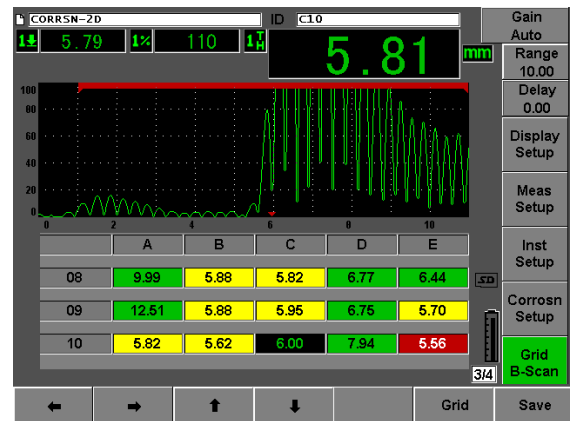 CORRSN-2D ID C10 Gain Auto
1 5.79 1% 110 1 T H 5.81 mm
Range 10.00
Delay 0.00
Display Setup
Meas Setup
Inst Setup
Corrosn Setup
Grid B-Scan
100
80
60
40
20
0
0 2 4 6 8 10
A B C D E
08 9.99 5.88 5.82 6.77 6.44 SD
09 12.51 5.88 5.95 6.75 5.70
10 5.82 5.62 6.00 7.94 5.56
3/4
Grid Save